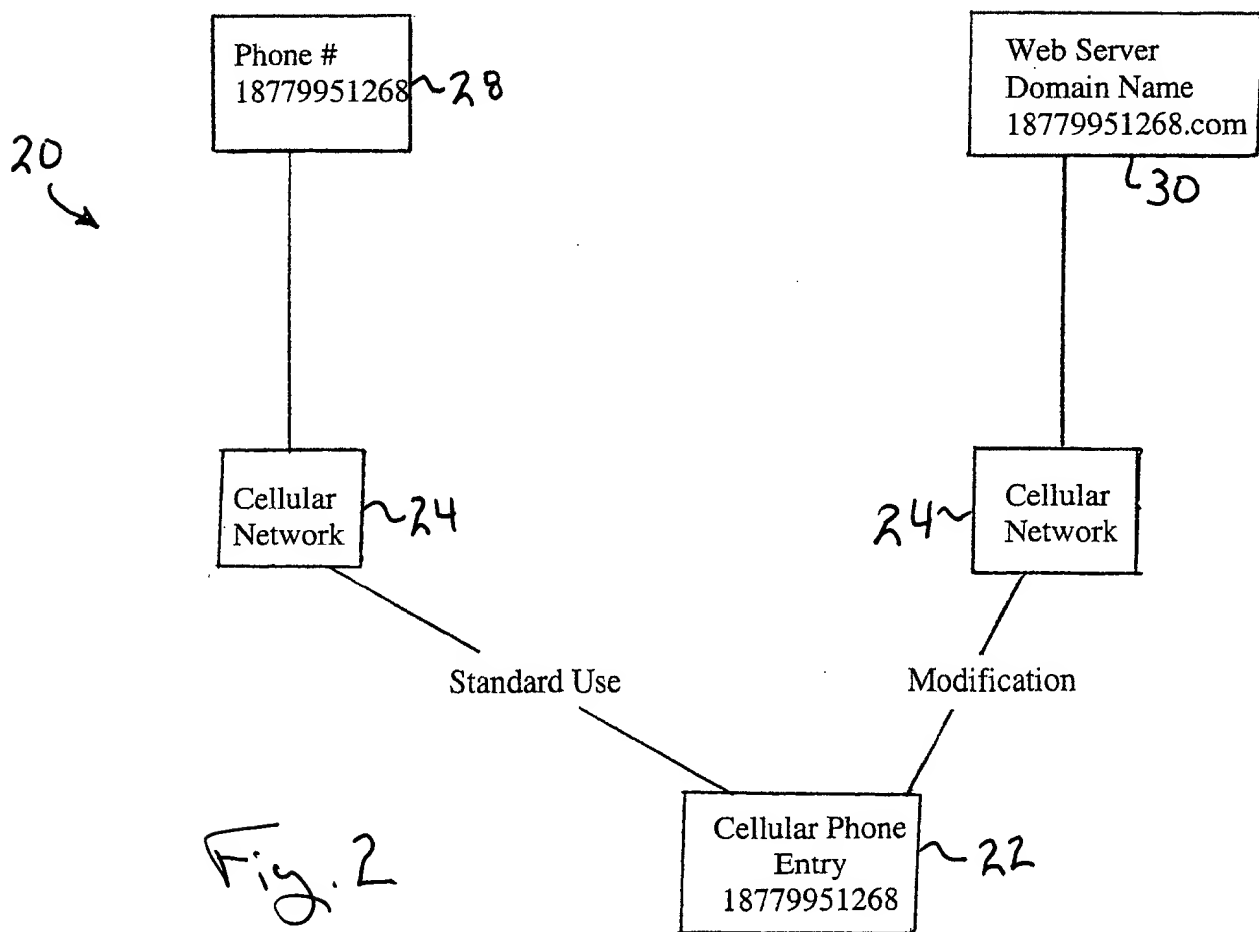 Phone #
18779951268
28
Web Server
Domain Name
18779951268.com
30
20
Cellular
Network
24
24
Cellular
Network
Standard Use
Modification
Cellular Phone
Entry
18779951268
22
Fig. 2